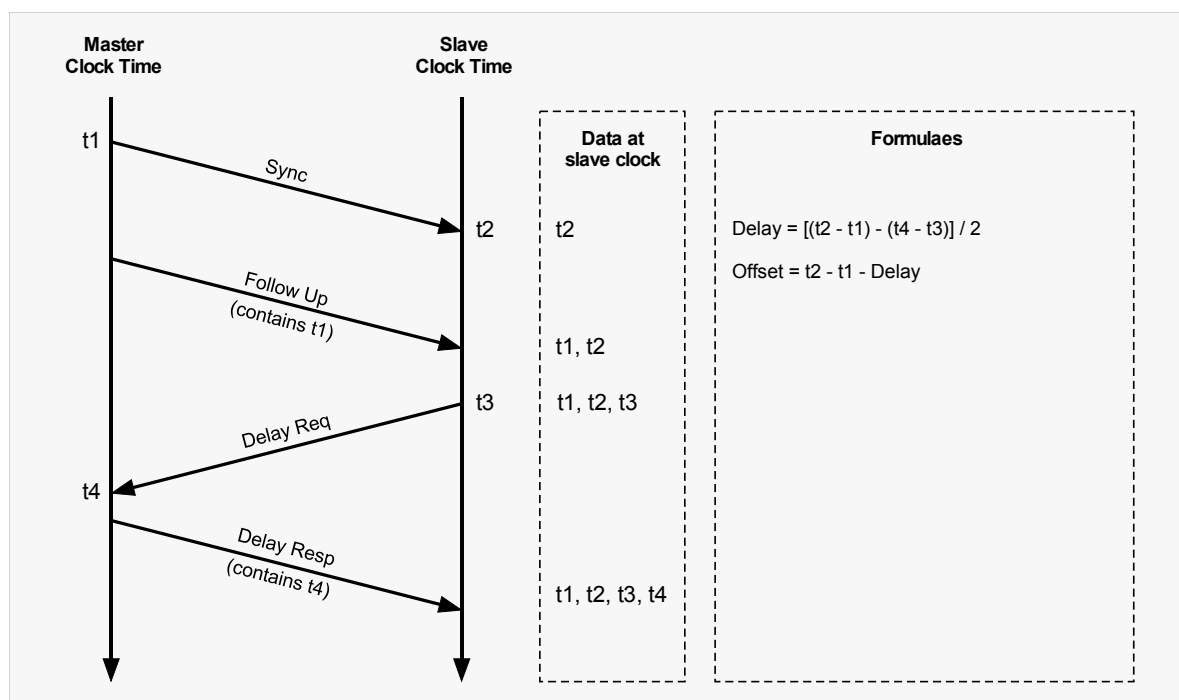 Master
Clock Time
Slave
Clock Time
Data at
slave clock
Formulaes
t1
Sync
t2
t2
Delay = [(t2 - t1) - (t4 - t3)] / 2
Offset = t2 - t1 - Delay
Follow Up
(contains t1)
t1, t2
t3
t1, t2, t3
Delay Req
t4
Delay Resp
(contains t4)
t1, t2, t3, t4